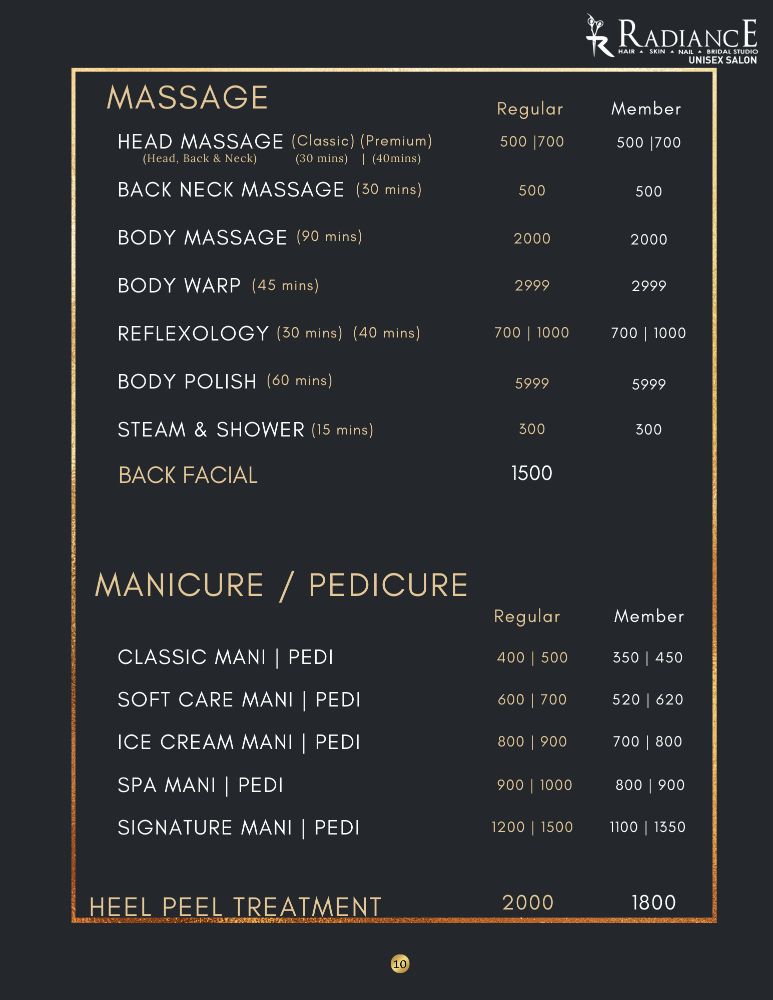 RADIANCE
HAIR ▲ SKIN ▲ NAIL ▲ BRIDAL STUDIO
UNISEX SALON
MASSAGE Regular Member
HEAD MASSAGE (Classic) (Premium) 500 |700 500 |700
(Head, Back & Neck) (30 mins) | (40mins)
BACK NECK MASSAGE (30 mins) 500 500
BODY MASSAGE (90 mins) 2000 2000
BODY WARP (45 mins) 2999 2999
REFLEXOLOGY (30 mins) (40 mins) 700 | 1000 700 | 1000
BODY POLISH (60 mins) 5999 5999
STEAM & SHOWER (15 mins) 300 300
BACK FACIAL 1500
MANICURE / PEDICURE
Regular Member
CLASSIC MANI | PEDI 400 | 500 350 | 450
SOFT CARE MANI | PEDI 600 | 700 520 | 620
ICE CREAM MANI | PEDI 800 | 900 700 | 800
SPA MANI | PEDI 900 | 1000 800 | 900
SIGNATURE MANI | PEDI 1200 | 1500 1100 | 1350
HEEL PEEL TREATMENT 2000 1800
10